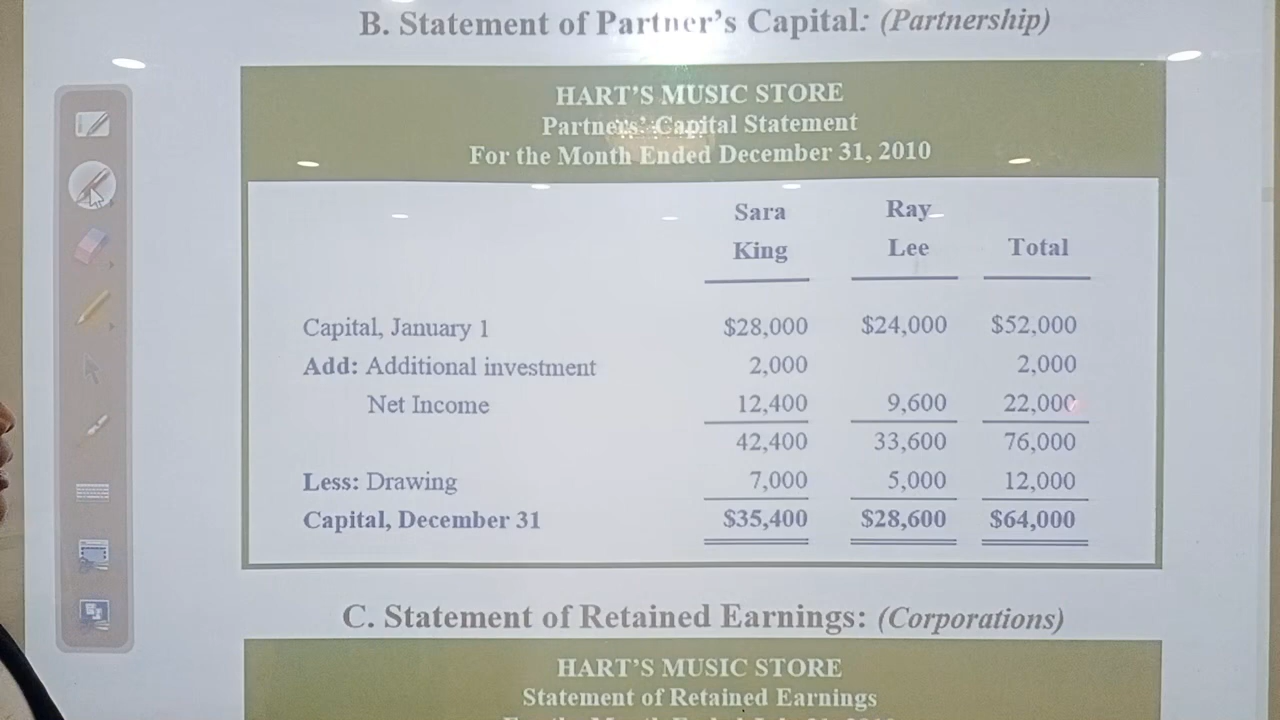 B. Statement of Partner's Capital: (Partnership)
HART'S MUSIC STORE
Partners' Capital Statement
For the Month Ended December 31, 2010
Sara Ray
King Lee Total
Capital, January 1 $28,000 $24,000 $52,000
Add: Additional investment 2,000 2,000
Net Income 12,400 9,600 22,000
42,400 33,600 76,000
Less: Drawing 7,000 5,000 12,000
Capital, December 31 $35,400 $28,600 $64,000
C. Statement of Retained Earnings: (Corporations)
HART'S MUSIC STORE
Statement of Retained Earnings